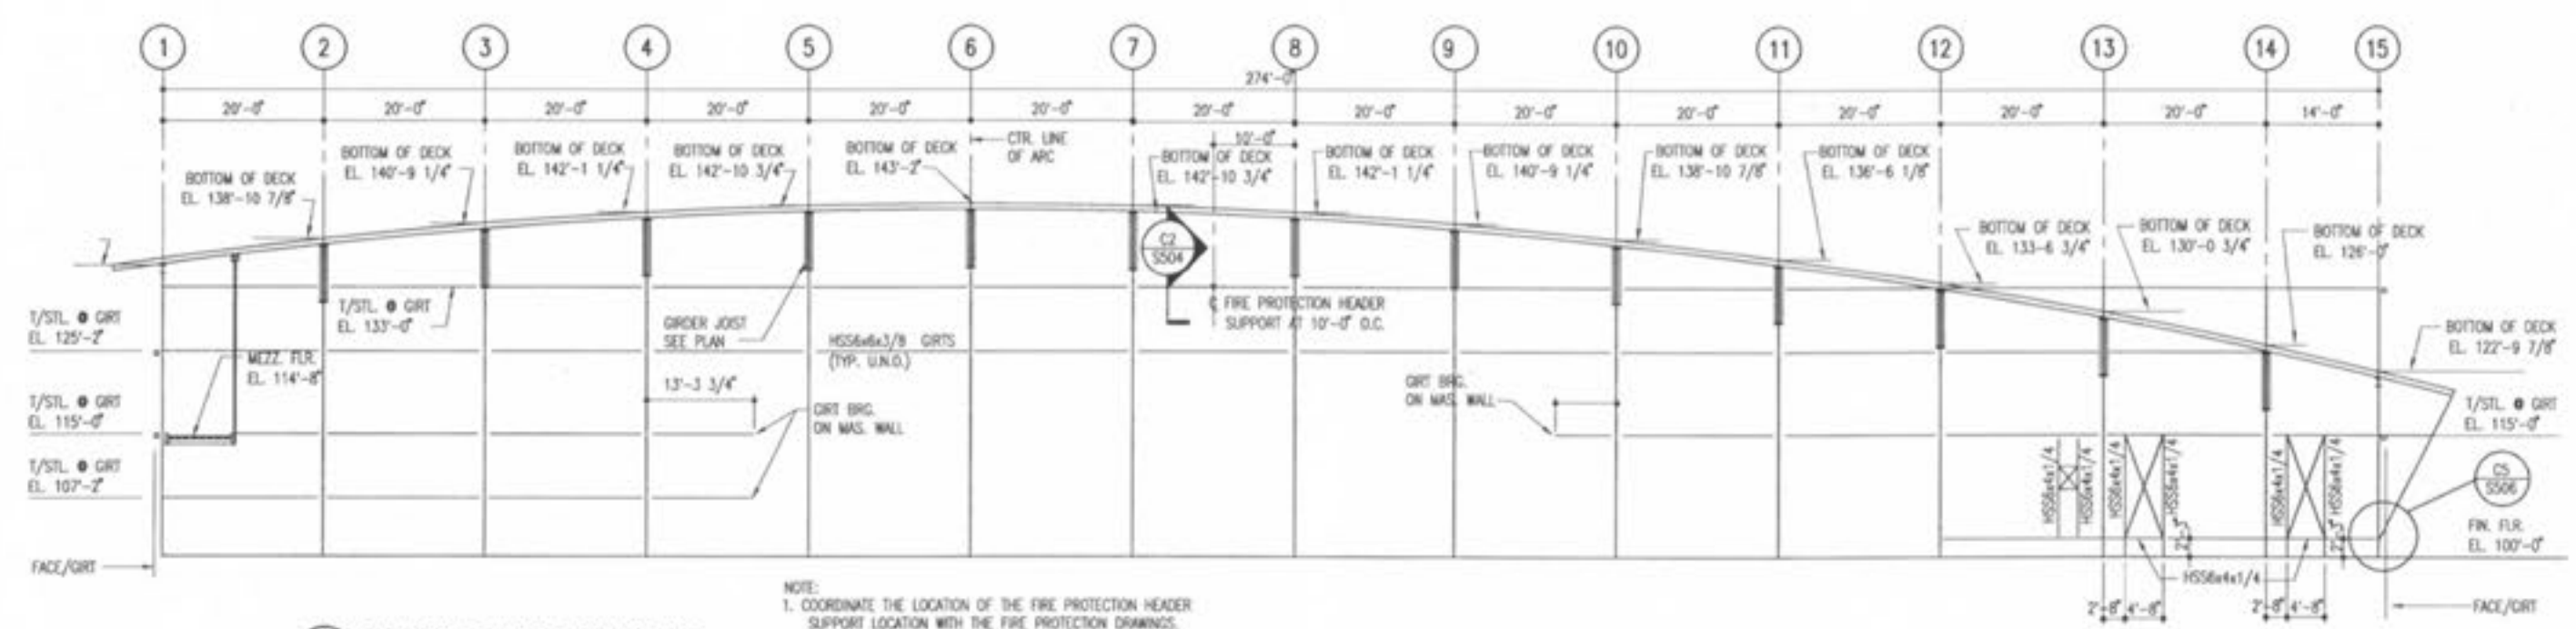 1 2 3 4 5 6 7 8 9 10 11 12 13 14 15
274'-0"
20'-0" 20'-0" 20'-0" 20'-0" 20'-0" 20'-0" 20'-0" 20'-0" 20'-0" 20'-0" 20'-0" 20'-0" 20'-0" 14'-0"
10'-0"
CTR. LINE
OF ARC
BOTTOM OF DECK
EL. 138'-10 7/8"
BOTTOM OF DECK
EL. 140'-9 1/4"
BOTTOM OF DECK
EL. 142'-1 1/4"
BOTTOM OF DECK
EL. 142'-10 3/4"
BOTTOM OF DECK
EL. 143'-2"
BOTTOM OF DECK
EL. 142'-10 3/4"
BOTTOM OF DECK
EL. 142'-1 1/4"
BOTTOM OF DECK
EL. 140'-9 1/4"
BOTTOM OF DECK
EL. 138'-10 7/8"
BOTTOM OF DECK
EL. 136'-6 1/8"
BOTTOM OF DECK
EL. 133-6 3/4"
BOTTOM OF DECK
EL. 130'-0 3/4"
BOTTOM OF DECK
EL. 126'-0"
BOTTOM OF DECK
EL. 122'-9 7/8"
C2
S504
T/STL. @ GIRT
EL. 125'-2"
T/STL. @ GIRT
EL. 133'-0"
MEZZ. FLR.
EL. 114'-8"
GIRDER JOIST
SEE PLAN
HSS6x6x3/8 GIRTS
(TYP. U.N.O.)
℄ FIRE PROTECTION HEADER
SUPPORT AT 10'-0" O.C.
13'-3 3/4"
GIRT BRG.
ON MAS. WALL
GIRT BRG.
ON MAS. WALL
T/STL. @ GIRT
EL. 115'-0"
T/STL. @ GIRT
EL. 115'-0"
T/STL. @ GIRT
EL. 107'-2"
HSS6x4x1/4
HSS6x4x1/4
HSS6x4x1/4
HSS6x4x1/4
HSS6x4x1/4
HSS6x4x1/4
2'-3"
2'-3"
C5
S506
FIN. FLR.
EL. 100'-0"
HSS6x4x1/4
2'-8" 4'-8" 2'-8" 4'-8"
FACE/GIRT
FACE/GIRT
NOTE:
1. COORDINATE THE LOCATION OF THE FIRE PROTECTION HEADER
SUPPORT LOCATION WITH THE FIRE PROTECTION DRAWINGS.